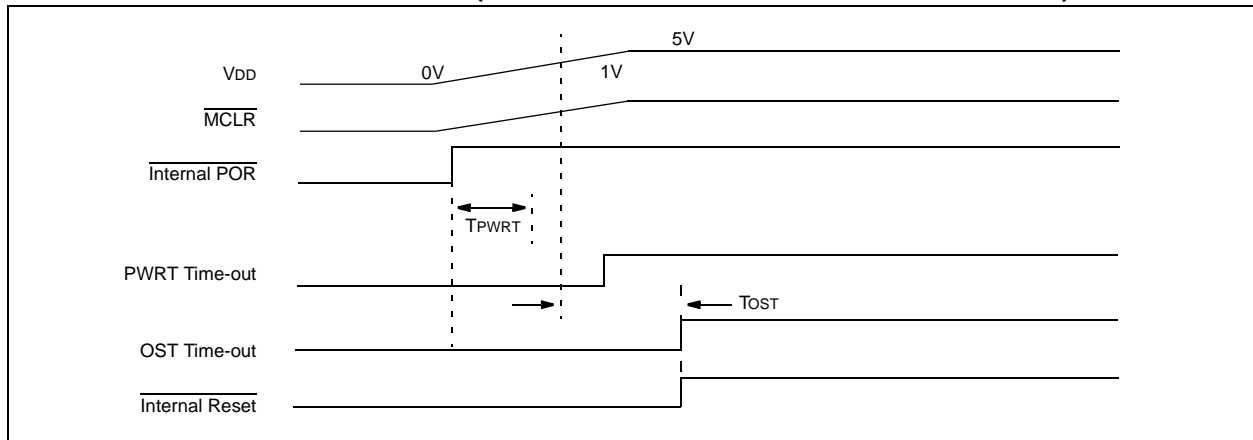 5V
VDD
0V
1V
MCLR
Internal POR
TPWRT
PWRT Time-out
TOST
OST Time-out
Internal Reset